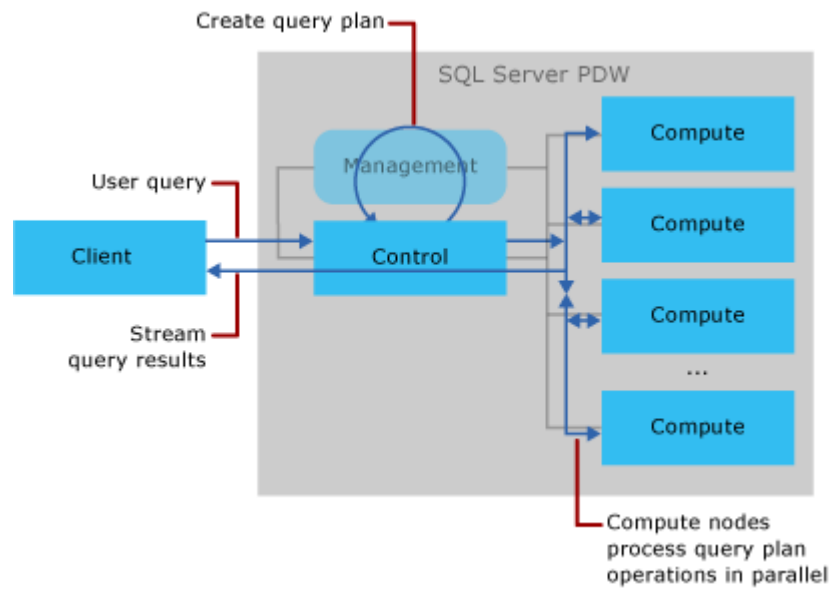 Create query plan
SQL Server PDW
Compute
Management
User query
Compute
Client
Control
Compute
Stream
query results
...
Compute
Compute nodes
process query plan
operations in parallel